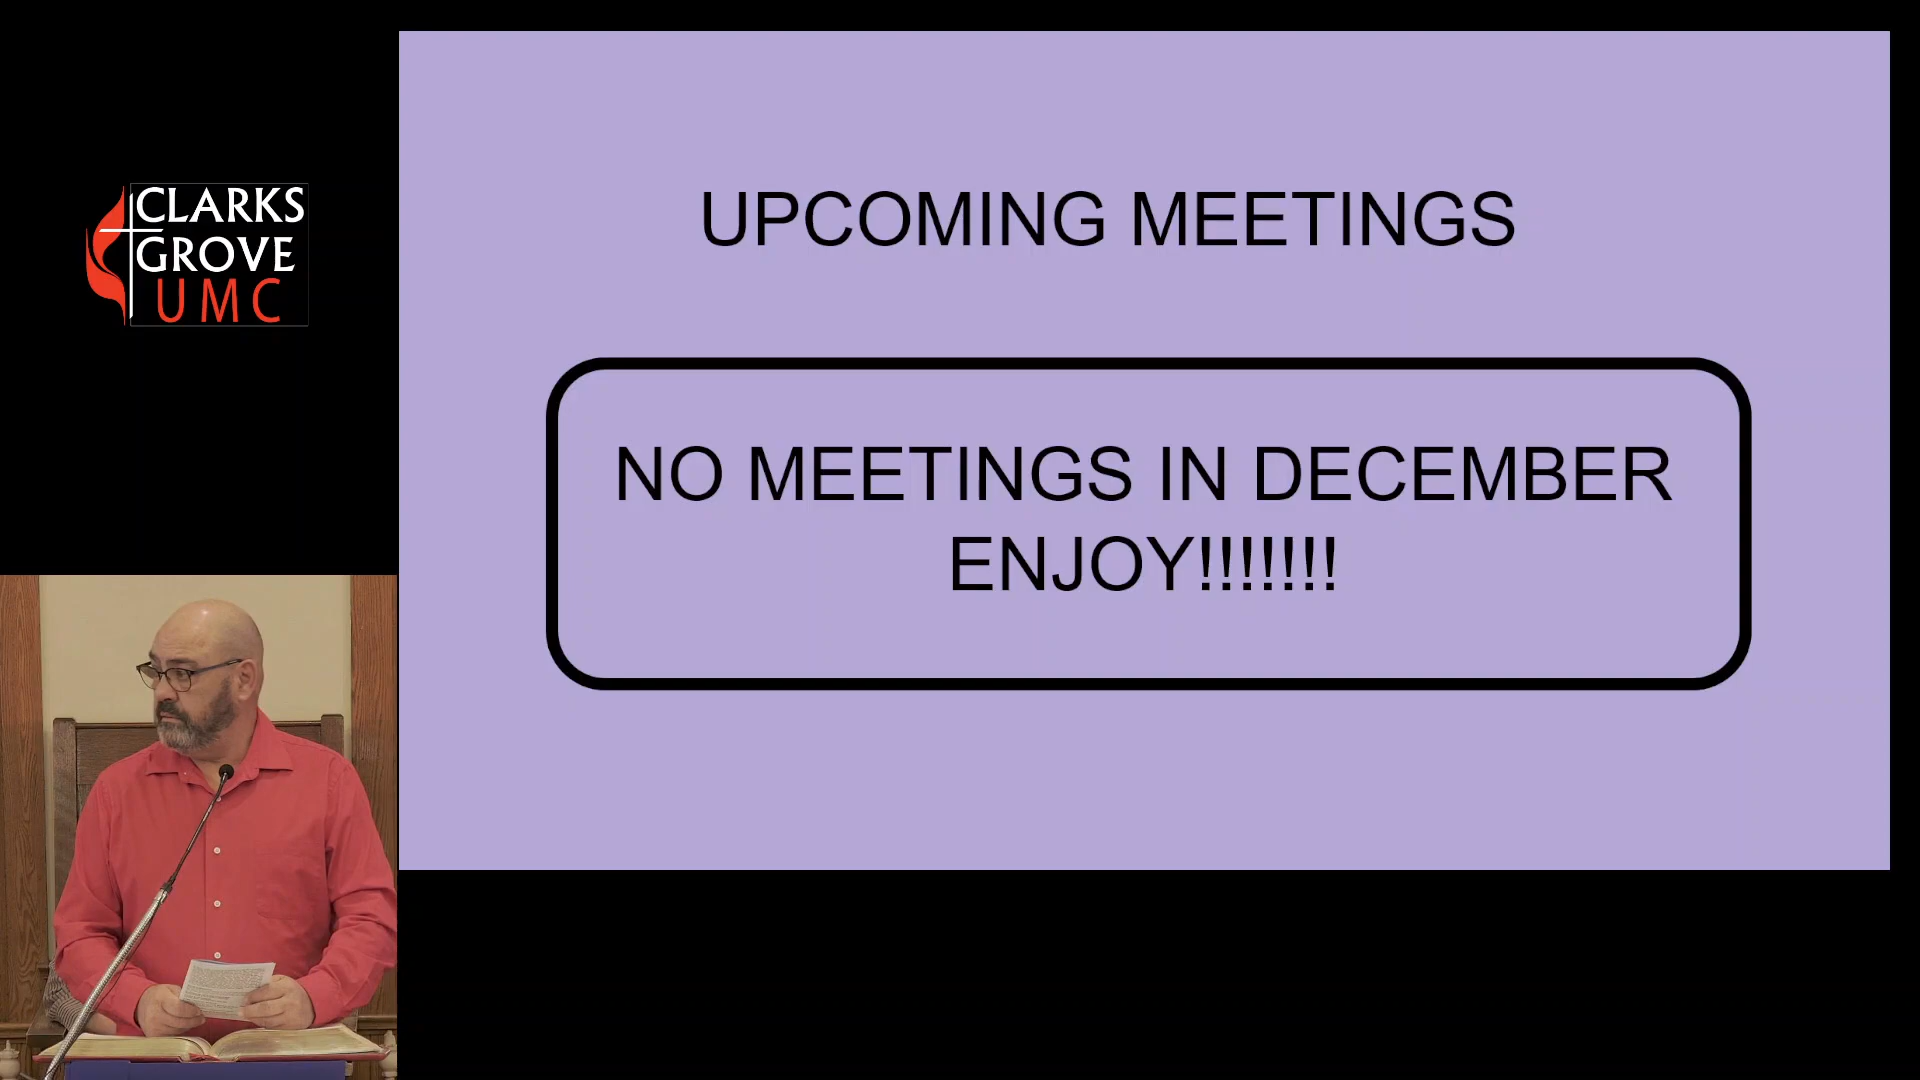 CLARKS
GROVE
UMC
UPCOMING MEETINGS
NO MEETINGS IN DECEMBER
ENJOY!!!!!!!